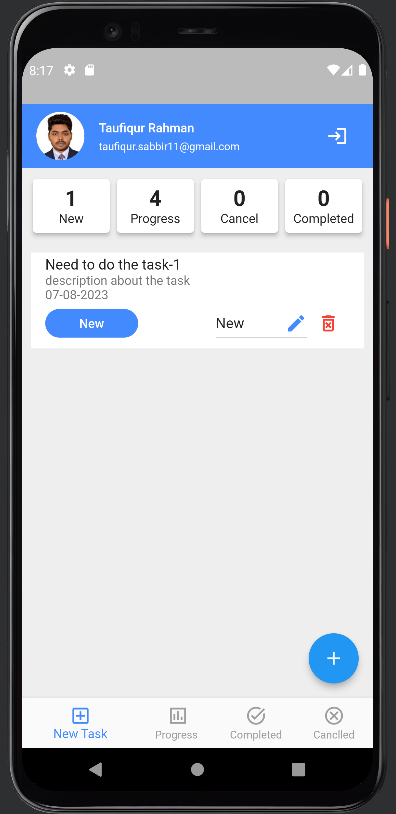 8:17
Taufiqur Rahman
taufiqur.sabbir11@gmail.com
1 4 0 0
New Progress Cancel Completed
Need to do the task-1
description about the task
07-08-2023
New New
+
New Task Progress Completed Canclled